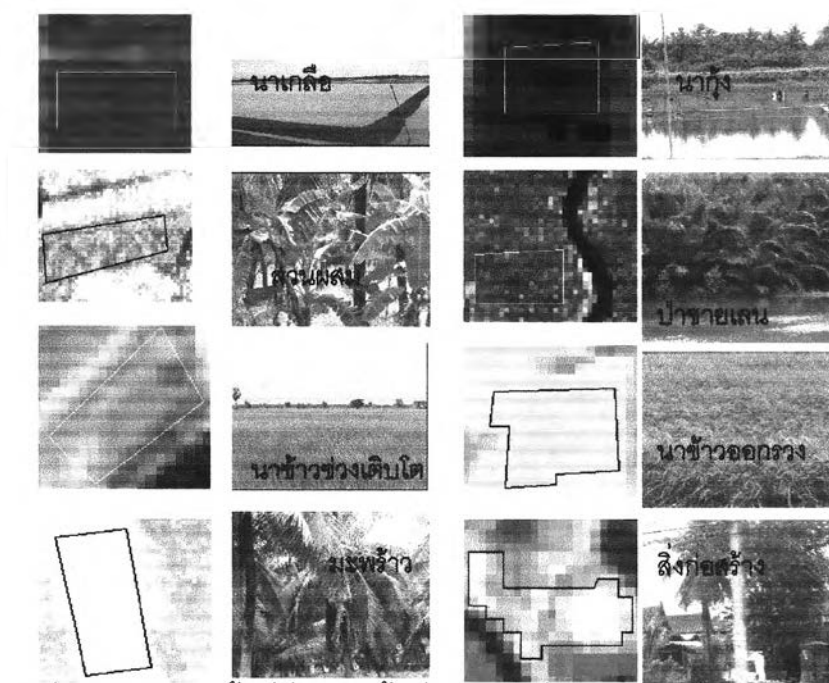 นาเกลือ
นากุ้ง
สวนผสม
ป่าชายเลน
นาข้าวช่วงเติบโต
นาข้าวออกรวง
มะพร้าว
สิ่งก่อสร้าง